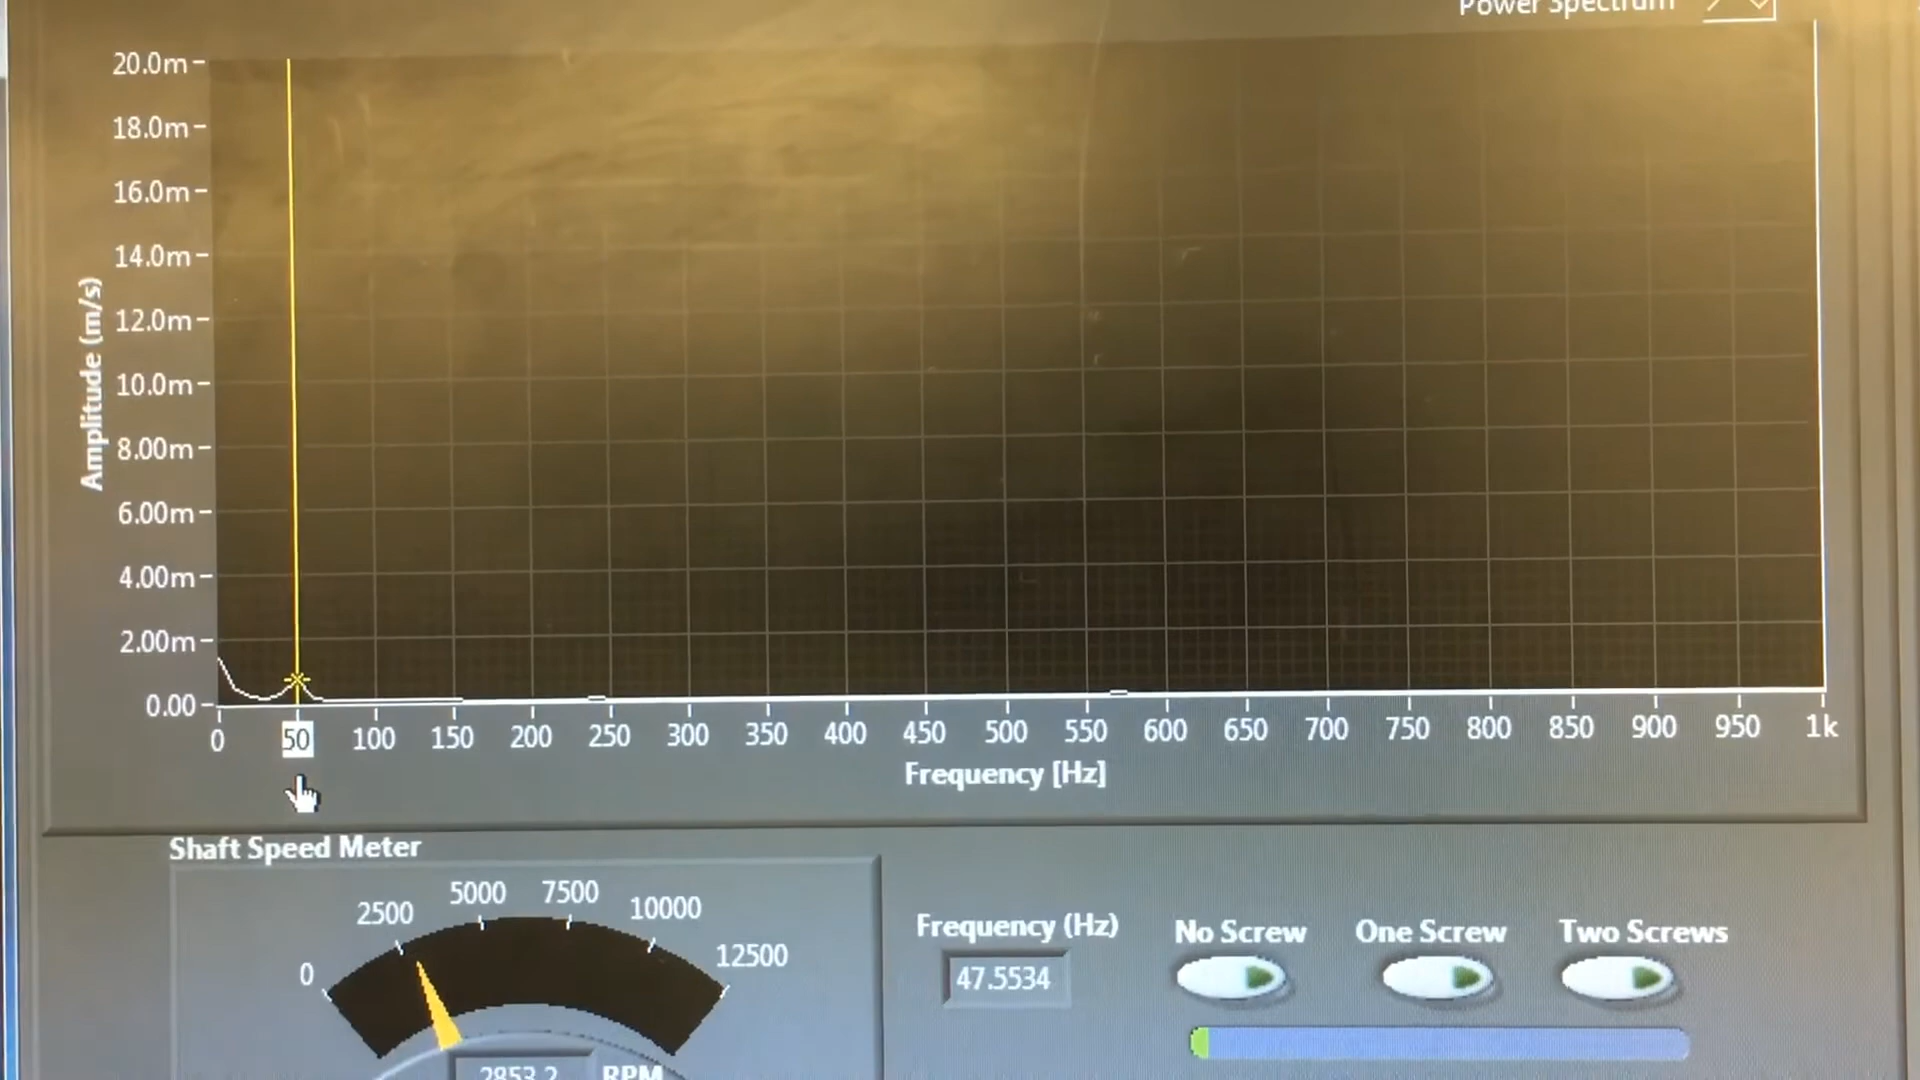 Power Spectrum
20.0m
18.0m
16.0m
14.0m
12.0m
10.0m
8.00m
6.00m
4.00m
2.00m
0.00
Amplitude (m/s)
0 50 100 150 200 250 300 350 400 450 500 550 600 650 700 750 800 850 900 950 1k
Frequency [Hz]
Shaft Speed Meter
0 2500 5000 7500 10000 12500
2853.2 RPM
Frequency (Hz)
47.5534
No Screw
One Screw
Two Screws